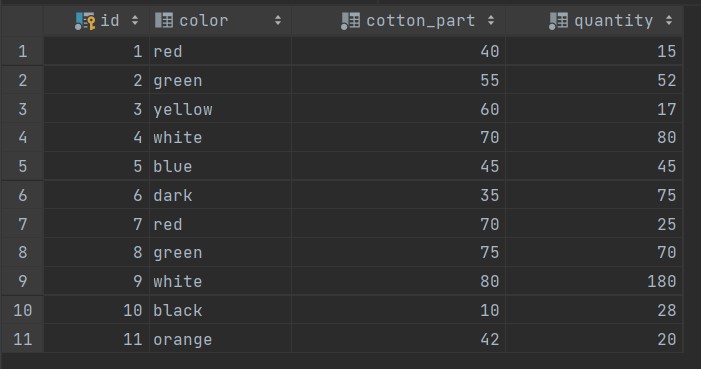 id color cotton_part quantity
1 1 red 40 15
2 2 green 55 52
3 3 yellow 60 17
4 4 white 70 80
5 5 blue 45 45
6 6 dark 35 75
7 7 red 70 25
8 8 green 75 70
9 9 white 80 180
10 10 black 10 28
11 11 orange 42 20